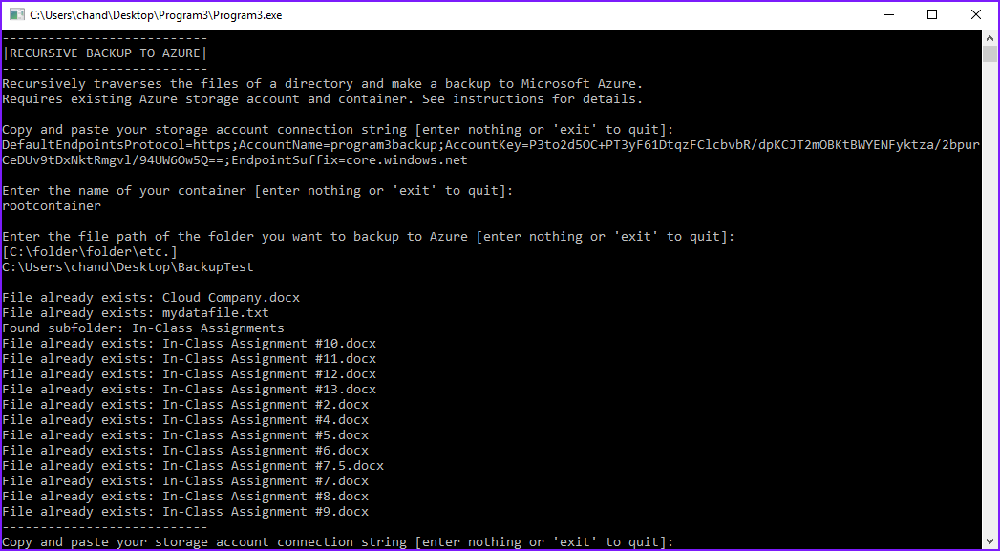 C:\Users\chand\Desktop\Program3\Program3.exe
---------------------------
|RECURSIVE BACKUP TO AZURE|
---------------------------
Recursively traverses the files of a directory and make a backup to Microsoft Azure.
Requires existing Azure storage account and container. See instructions for details.
Copy and paste your storage account connection string [enter nothing or 'exit' to quit]:
DefaultEndpointsProtocol=https;AccountName=program3backup;AccountKey=P3to2d5OC+PT3yF61DtqzFClcbvbR/dpKCJT2mOBKtBWYENFyktza/2bpur
CeDUv9tDxNktRmgvl/94UW6Ow5Q==;EndpointSuffix=core.windows.net
Enter the name of your container [enter nothing or 'exit' to quit]:
rootcontainer
Enter the file path of the folder you want to backup to Azure [enter nothing or 'exit' to quit]:
[C:\folder\folder\etc.]
C:\Users\chand\Desktop\BackupTest
File already exists: Cloud Company.docx
File already exists: mydatafile.txt
Found subfolder: In-Class Assignments
File already exists: In-Class Assignment #10.docx
File already exists: In-Class Assignment #11.docx
File already exists: In-Class Assignment #12.docx
File already exists: In-Class Assignment #13.docx
File already exists: In-Class Assignment #2.docx
File already exists: In-Class Assignment #4.docx
File already exists: In-Class Assignment #5.docx
File already exists: In-Class Assignment #6.docx
File already exists: In-Class Assignment #7.5.docx
File already exists: In-Class Assignment #7.docx
File already exists: In-Class Assignment #8.docx
File already exists: In-Class Assignment #9.docx
---------------------------
Copy and paste your storage account connection string [enter nothing or 'exit' to quit]: